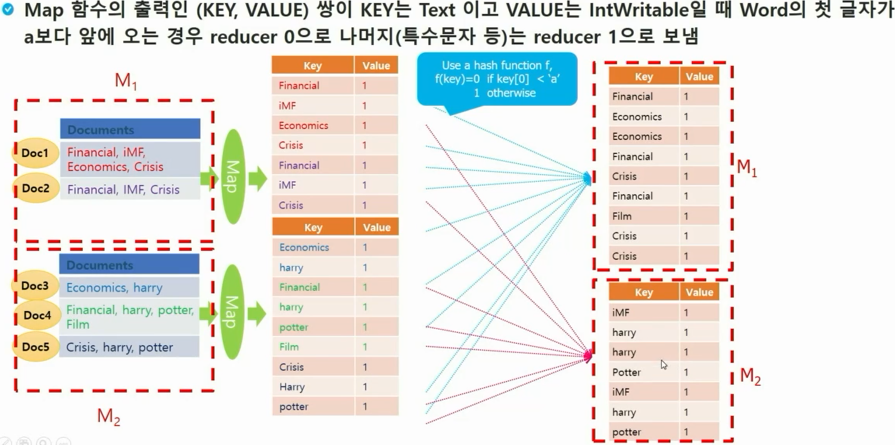 Map 함수의 출력인 (KEY, VALUE) 쌍이 KEY는 Text 이고 VALUE는 IntWritable일 때 Word의 첫 글자가
a보다 앞에 오는 경우 reducer 0으로 나머지(특수문자 등)는 reducer 1으로 보냄
M1
Documents
Doc1
Financial, iMF,
Economics, Crisis
Doc2
Financial, IMF, Crisis
Map
Documents
Doc3
Economics, harry
Doc4
Financial, harry, potter,
Film
Doc5
Crisis, harry, potter
Map
M2
Key Value
Financial 1
iMF 1
Economics 1
Crisis 1
Financial 1
iMF 1
Crisis 1
Key Value
Economics 1
harry 1
Financial 1
harry 1
potter 1
Film 1
Crisis 1
Harry 1
potter 1
Use a hash function f,
f(key)=0 if key[0] < 'a'
1 otherwise
Key Value
Financial 1
Economics 1
Economics 1
Financial 1
Crisis 1
Financial 1
Film 1
Crisis 1
Crisis 1
M1
Key Value
iMF 1
harry 1
harry 1
Potter 1
iMF 1
harry 1
potter 1
M2